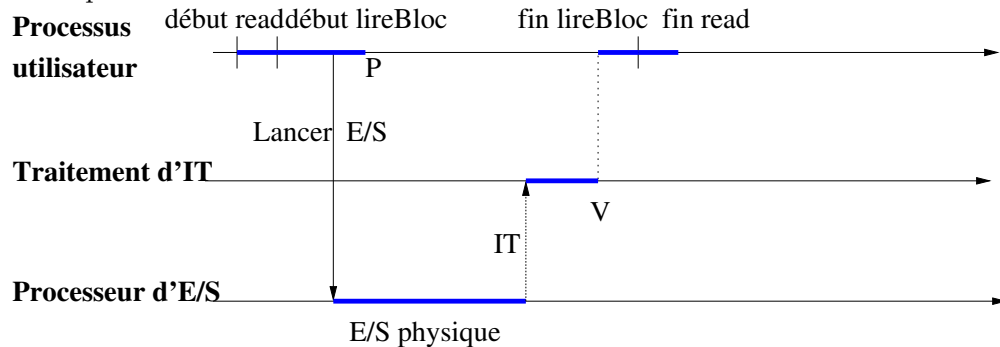 début read début lireBloc fin lireBloc fin read
Processus
utilisateur
P
Lancer E/S
Traitement d'IT
V
IT
Processeur d'E/S
E/S physique